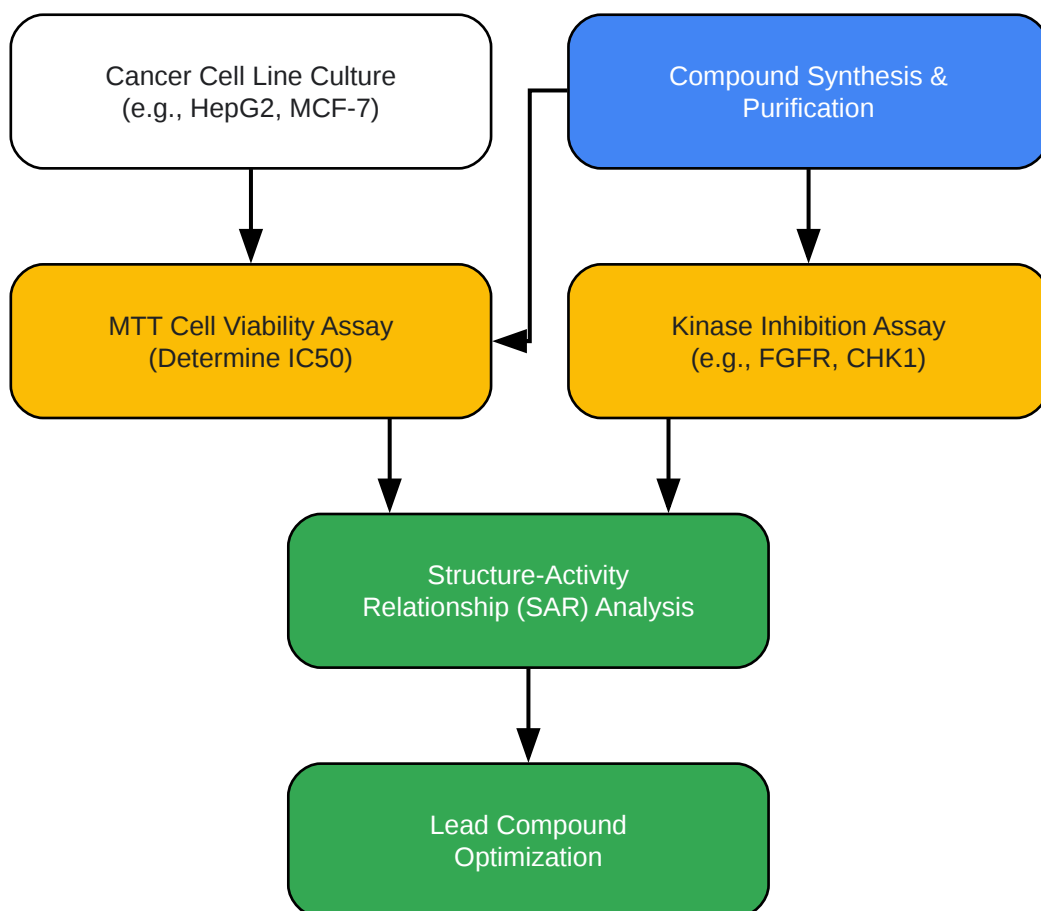 Cancer Cell Line Culture
(e.g., HepG2, MCF-7)
Compound Synthesis &
Purification
MTT Cell Viability Assay
(Determine IC50)
Kinase Inhibition Assay
(e.g., FGFR, CHK1)
Structure-Activity
Relationship (SAR) Analysis
Lead Compound
Optimization